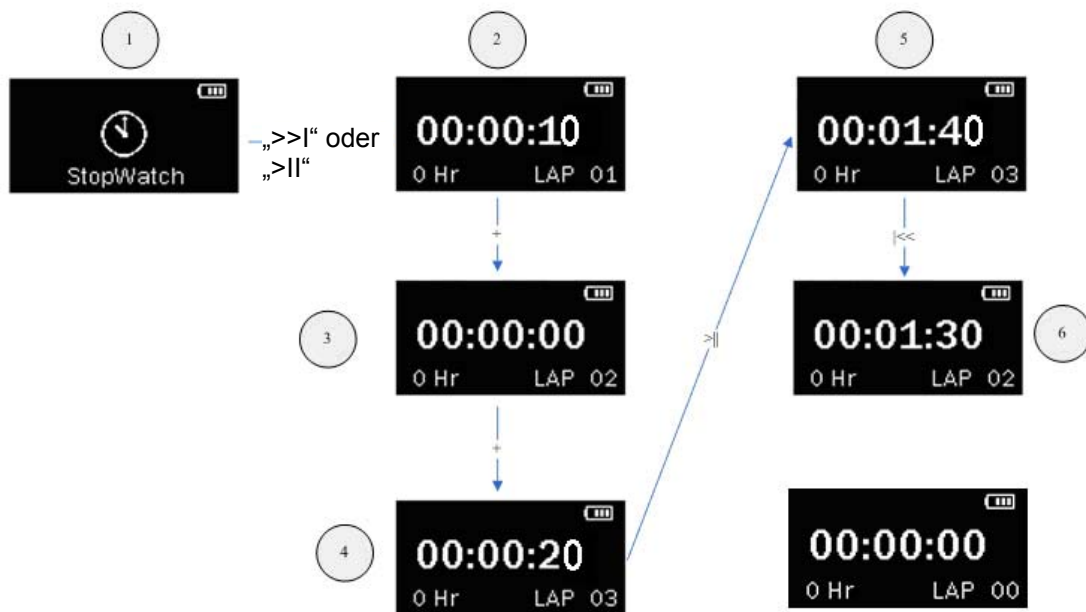 1
StopWatch
„>>I“ oder
„>II“
2
00:00:10
0 Hr LAP 01
+
3
00:00:00
0 Hr LAP 02
+
4
00:00:20
0 Hr LAP 03
>||
5
00:01:40
0 Hr LAP 03
|<<
6
00:01:30
0 Hr LAP 02
00:00:00
0 Hr LAP 00